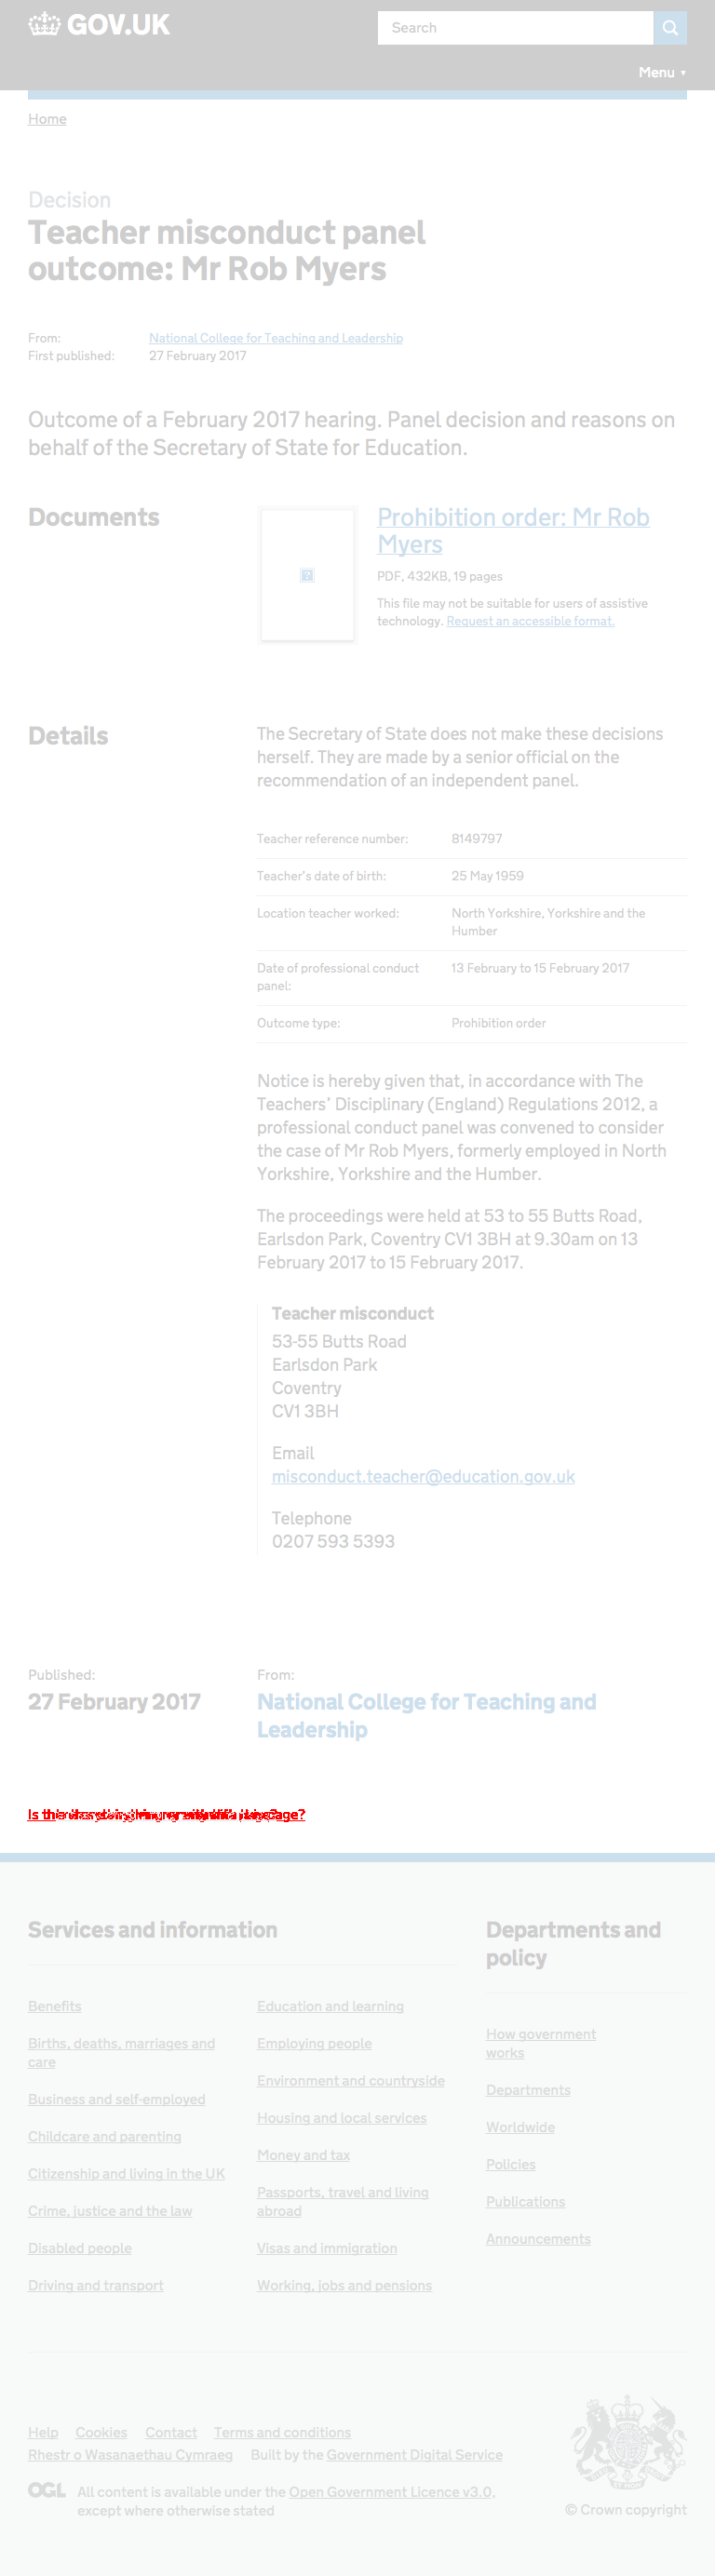 GOV.UK
Search
Menu ▼
Home
Decision
Teacher misconduct panel
outcome: Mr Rob Myers
From: National College for Teaching and Leadership
First published: 27 February 2017
Outcome of a February 2017 hearing. Panel decision and reasons on
behalf of the Secretary of State for Education.
Documents
Prohibition order: Mr Rob
Myers
PDF, 432KB, 19 pages
This file may not be suitable for users of assistive
technology. Request an accessible format.
Details
The Secretary of State does not make these decisions
herself. They are made by a senior official on the
recommendation of an independent panel.
Teacher reference number: 8149797
Teacher's date of birth: 25 May 1959
Location teacher worked: North Yorkshire, Yorkshire and the
Humber
Date of professional conduct 13 February to 15 February 2017
panel:
Outcome type: Prohibition order
Notice is hereby given that, in accordance with The
Teachers’ Disciplinary (England) Regulations 2012, a
professional conduct panel was convened to consider
the case of Mr Rob Myers, formerly employed in North
Yorkshire, Yorkshire and the Humber.
The proceedings were held at 53 to 55 Butts Road,
Earlsdon Park, Coventry CV1 3BH at 9.30am on 13
February 2017 to 15 February 2017.
Teacher misconduct
53-55 Butts Road
Earlsdon Park
Coventry
CV1 3BH
Email
misconduct.teacher@education.gov.uk
Telephone
0207 593 5393
Published:
27 February 2017
From:
National College for Teaching and
Leadership
Services and information
Benefits
Births, deaths, marriages and
care
Business and self-employed
Childcare and parenting
Citizenship and living in the UK
Crime, justice and the law
Disabled people
Driving and transport
Education and learning
Employing people
Environment and countryside
Housing and local services
Money and tax
Passports, travel and living
abroad
Visas and immigration
Working, jobs and pensions
Departments and
policy
How government
works
Departments
Worldwide
Policies
Publications
Announcements
Help Cookies Contact Terms and conditions
Rhestr o Wasanaethau Cymraeg Built by the Government Digital Service
OGL All content is available under the Open Government Licence v3.0,
except where otherwise stated
© Crown copyright